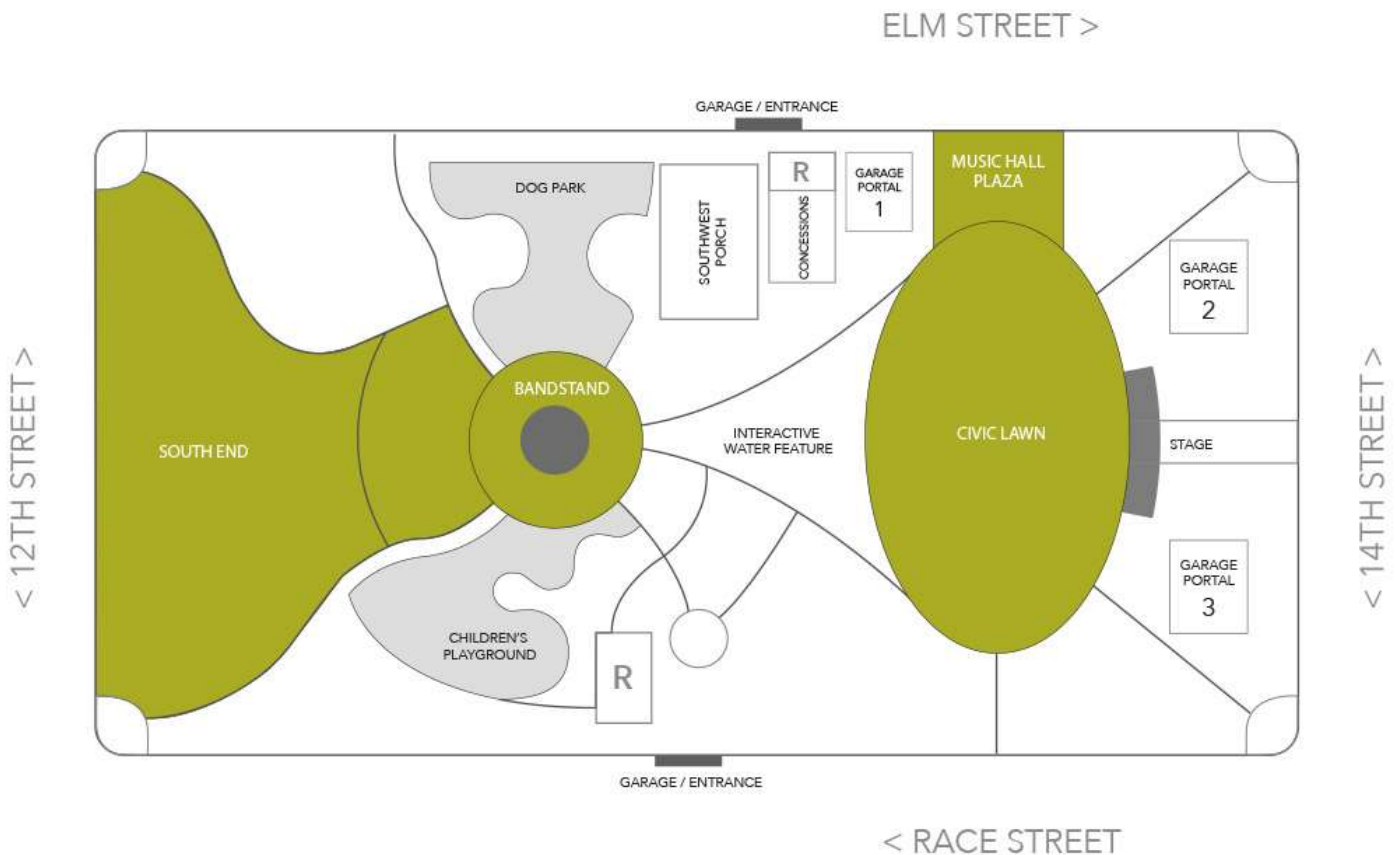 ELM STREET >
GARAGE / ENTRANCE
DOG PARK
SOUTHWEST
PORCH
R
CONCESSIONS
GARAGE
PORTAL
1
MUSIC HALL
PLAZA
GARAGE
PORTAL
2
< 12TH STREET >
SOUTH END
BANDSTAND
INTERACTIVE
WATER FEATURE
CIVIC LAWN
STAGE
< 14TH STREET >
GARAGE
PORTAL
3
CHILDREN'S
PLAYGROUND
R
GARAGE / ENTRANCE
< RACE STREET